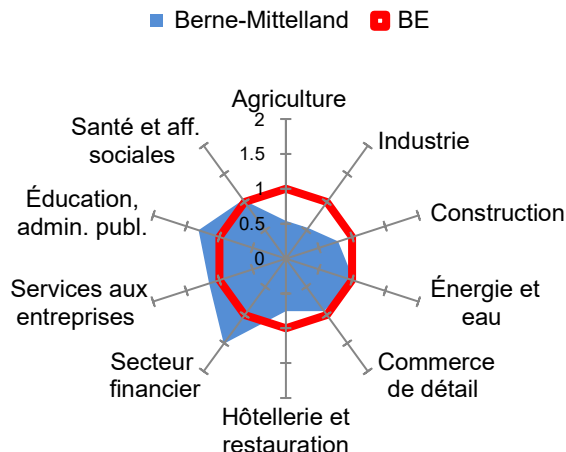 Berne-Mittelland BE
Agriculture
Santé et aff.
sociales
Industrie
Éducation,
admin. publ.
Construction
Services aux
entreprises
Énergie et
eau
Secteur
financier
Commerce
de détail
Hôtellerie et
restauration
2
1.5
1
0.5
0